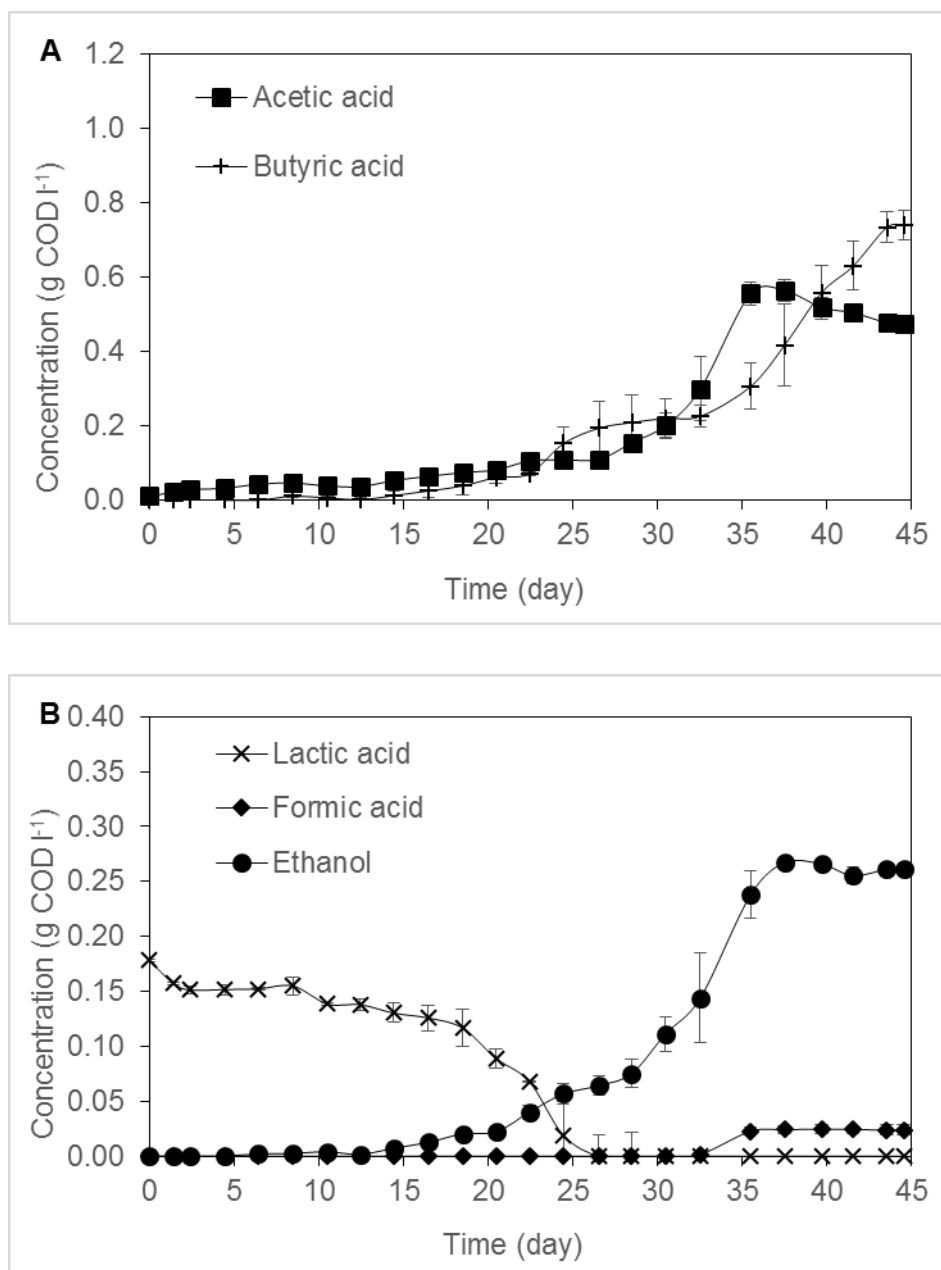 A
1.2
1.0
0.8
0.6
0.4
0.2
0.0
Concentration (g COD l-1)
Acetic acid
Butyric acid
0 5 10 15 20 25 30 35 40 45
Time (day)
B
0.40
0.35
0.30
0.25
0.20
0.15
0.10
0.05
0.00
Concentration (g COD l-1)
Lactic acid
Formic acid
Ethanol
0 5 10 15 20 25 30 35 40 45
Time (day)